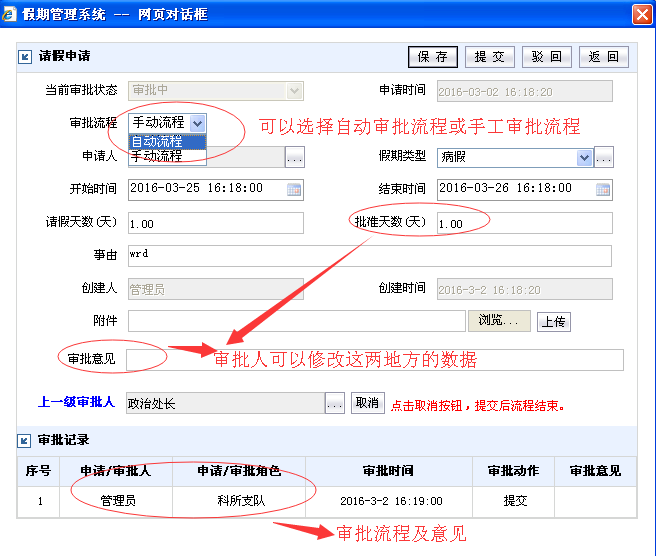 假期管理系统 -- 网页对话框
请假申请 保 存 提 交 驳 回 返 回
当前审批状态 审批中 申请时间 2016-03-02 16:18:20
审批流程 手动流程 可以选择自动审批流程或手工审批流程
自动流程
申请人 手动流程 ... 假期类型 病假 ...
开始时间 2016-03-25 16:18:00 结束时间 2016-03-26 16:18:00
请假天数(天) 1.00 批准天数(天) 1.00
事由 wrd
创建人 管理员 创建时间 2016-3-2 16:18:20
附件 浏览... 上传
审批意见 审批人可以修改这两地方的数据
上一级审批人 政治处长 ... 取消 点击取消按钮，提交后流程结束。
审批记录
序号 申请/审批人 申请/审批角色 审批时间 审批动作 审批意见
1 管理员 科所支队 2016-3-2 16:19:00 提交
审批流程及意见